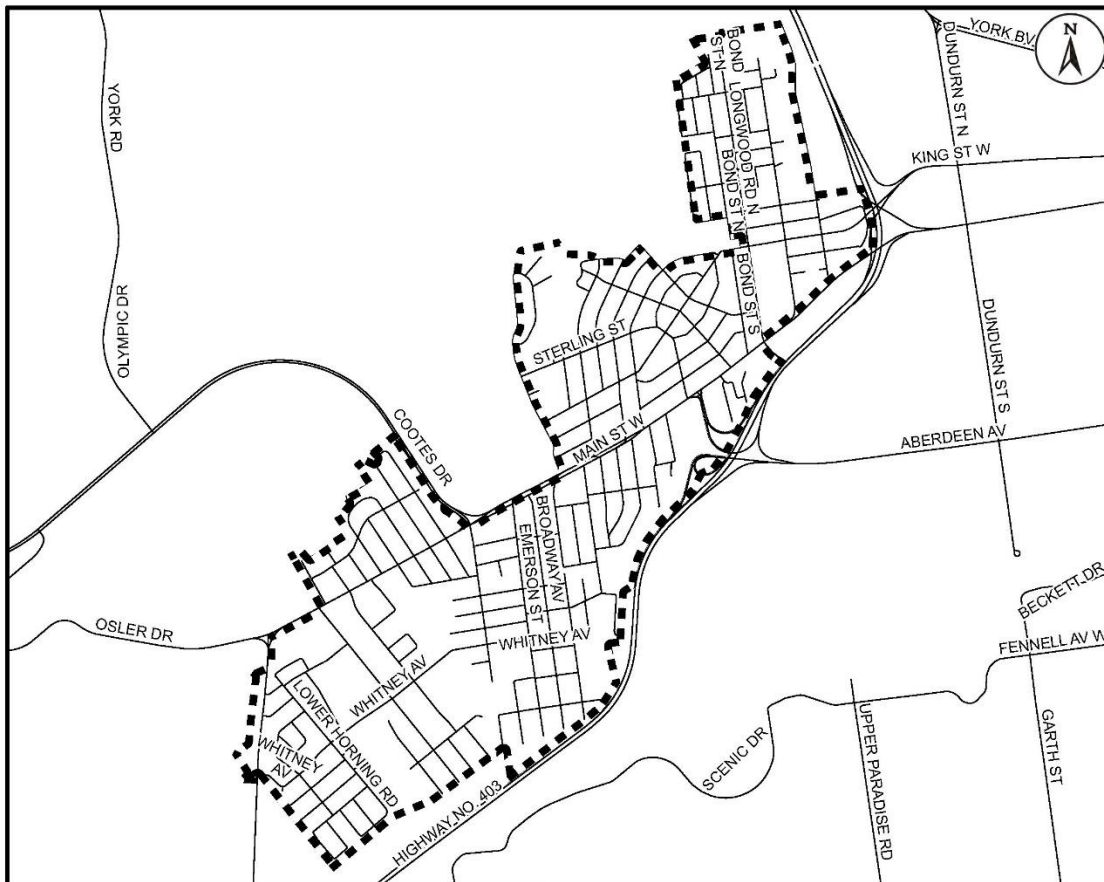 YORK BV
N
DUNDURN ST N
YORK RD
BOND
ST N
LONGWOOD RD N
BOND ST N
KING ST W
BOND ST S
OLYMPIC DR
STERLING ST
DUNDURN ST S
COOTES DR
MAIN ST W
ABERDEEN AV
BROADWAY AV
EMERSON ST
BECKETT DR
OSLER DR
WHITNEY AV
FENNELL AV W
WHITNEY AV
LOWER HORNING RD
WHITNEY
AV
SCENIC DR
UPPER PARADISE RD
GARTH ST
HIGHWAY NO. 403